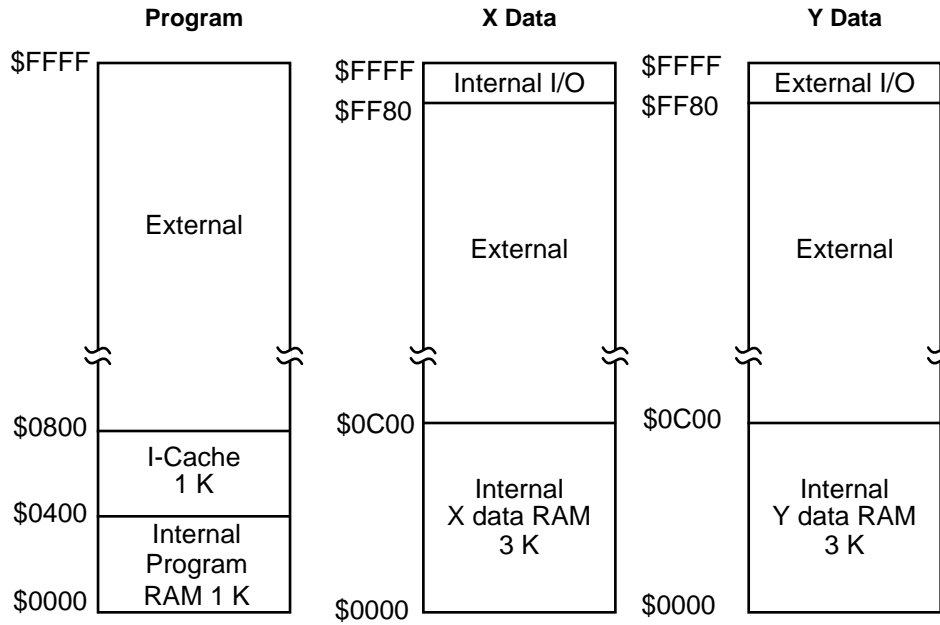 Program
$FFFF
External
$0800
I-Cache
1 K
$0400
Internal
Program
RAM 1 K
$0000
X Data
$FFFF
Internal I/O
$FF80
External
$0C00
Internal
X data RAM
3 K
$0000
Y Data
$FFFF
External I/O
$FF80
External
$0C00
Internal
Y data RAM
3 K
$0000